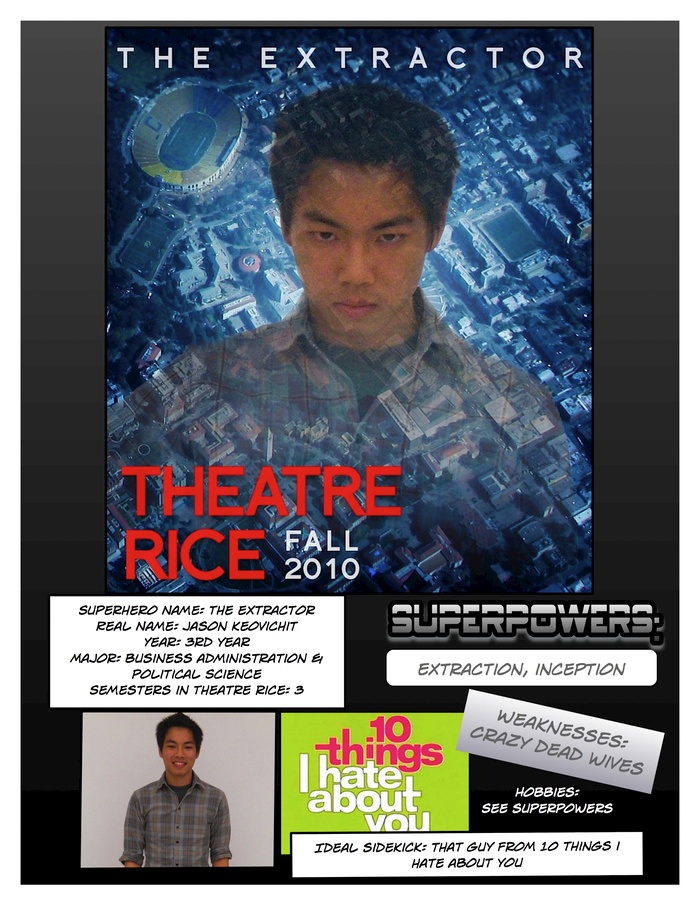 THE EXTRACTOR
THEATRE
RICE FALL
2010
SUPERHERO NAME: THE EXTRACTOR
REAL NAME: JASON KEOVICHIT
YEAR: 3RD YEAR
MAJOR: BUSINESS ADMINISTRATION &
POLITICAL SCIENCE
SEMESTERS IN THEATRE RICE: 3
SUPERPOWERS:
EXTRACTION, INCEPTION
WEAKNESSES:
CRAZY DEAD WIVES
10
things
I hate
about
you
HOBBIES:
SEE SUPERPOWERS
IDEAL SIDEKICK: THAT GUY FROM 10 THINGS I
HATE ABOUT YOU